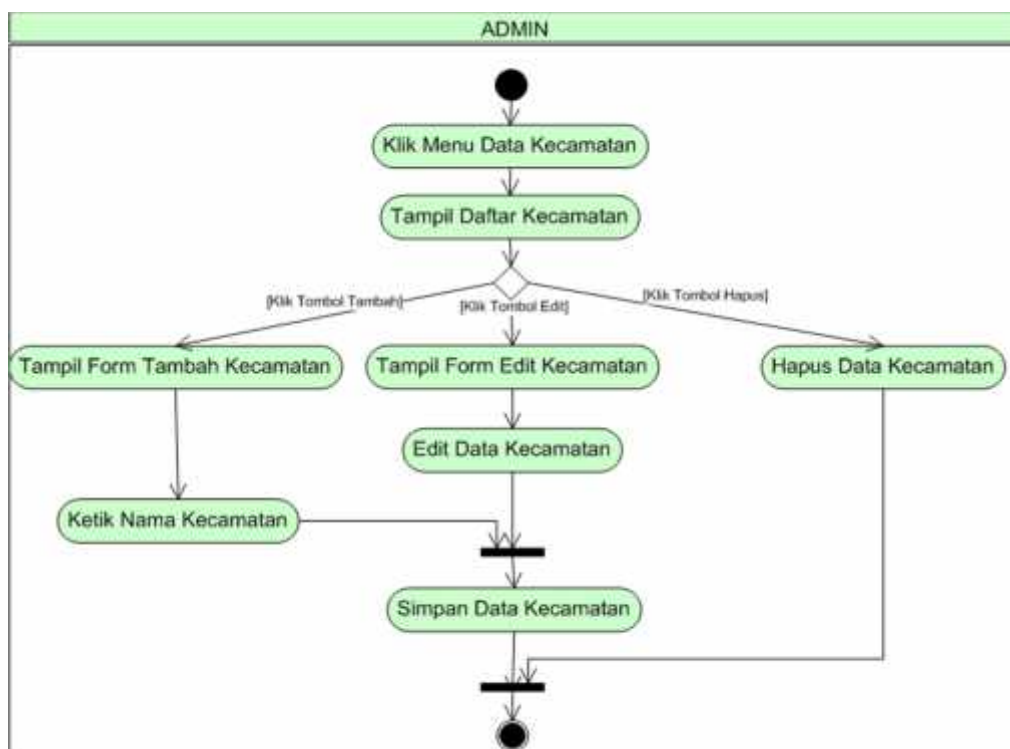 ADMIN
Klik Menu Data Kecamatan
Tampil Daftar Kecamatan
[Klik Tombol Tambah]
[Klik Tombol Edit]
[Klik Tombol Hapus]
Tampil Form Tambah Kecamatan
Tampil Form Edit Kecamatan
Hapus Data Kecamatan
Edit Data Kecamatan
Ketik Nama Kecamatan
Simpan Data Kecamatan